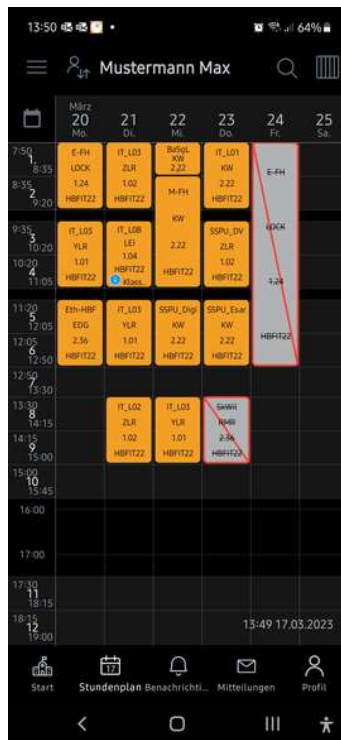 13:50
64%
Mustermann Max
März
20 21 22 23 24 25
Mo. Di. Mi. Do. Fr. Sa.
7:50
1
8:35
E-FH
LOCK
1.24
HBFIT22
IT_L03
ZLR
1.02
HBFIT22
BaSgL
KW
2.22
M-FH
KW
2.22
HBFIT22
IT_L01
KW
2.22
HBFIT22
E-FH
LOCK
1.24
HBFIT22
8:35
2
9:20
9:35
3
10:20
IT_L05
YLR
1.01
HBFIT22
IT_L08
LEI
1.04
HBFIT22
Klass..
SSPU_DV
ZLR
1.02
HBFIT22
10:20
4
11:05
11:20
5
12:05
Eth-HBF
EDG
2.36
HBFIT22
IT_L03
YLR
1.01
HBFIT22
SSPU_Digi
KW
2.22
HBFIT22
SSPU_Esar
KW
2.22
HBFIT22
12:05
6
12:50
12:50
7
13:30
13:30
8
14:15
IT_L02
ZLR
1.02
HBFIT22
IT_L03
YLR
1.01
HBFIT22
2.36
HBFIT22
14:15
9
15:00
15:00
10
15:45
16:00
17:00
17:30
11
18:15
18:15
12
19:00
13:49 17.03.2023
17
Start Stundenplan Benachrichti... Mitteilungen Profil